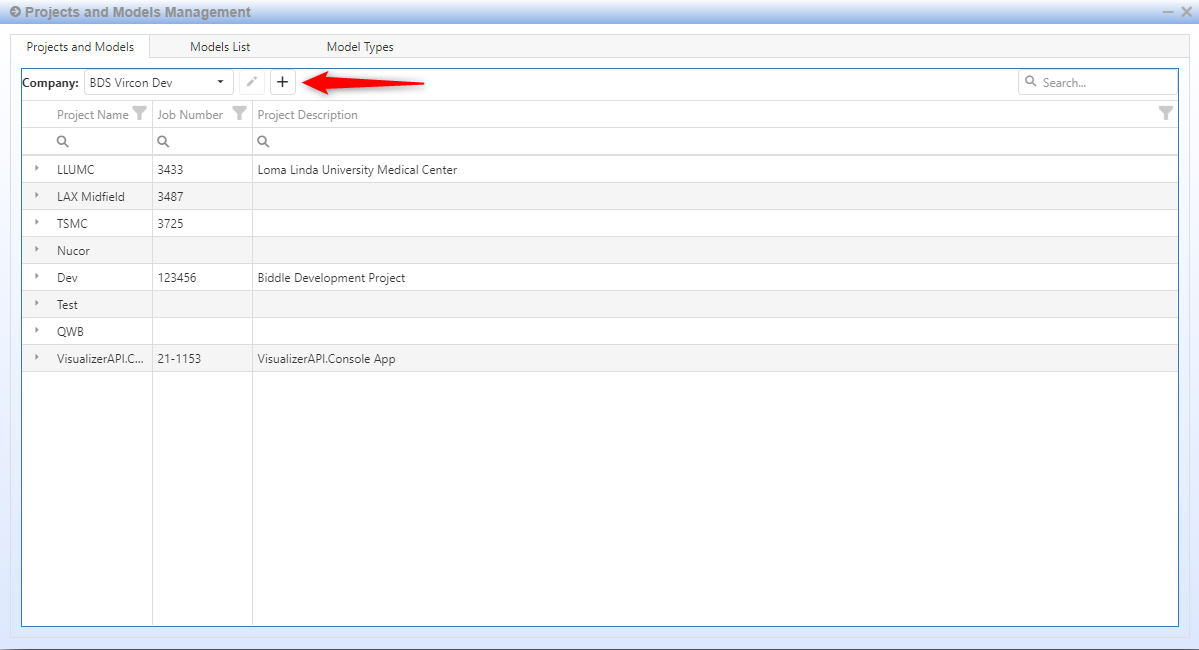 Projects and Models Management
Projects and Models Models List Model Types
Company: BDS Vircon Dev Search...
Project Name Job Number Project Description
LLUMC 3433 Loma Linda University Medical Center
LAX Midfield 3487
TSMC 3725
Nucor
Dev 123456 Biddle Development Project
Test
QWB
VisualizerAPI.C... 21-1153 VisualizerAPI.Console App